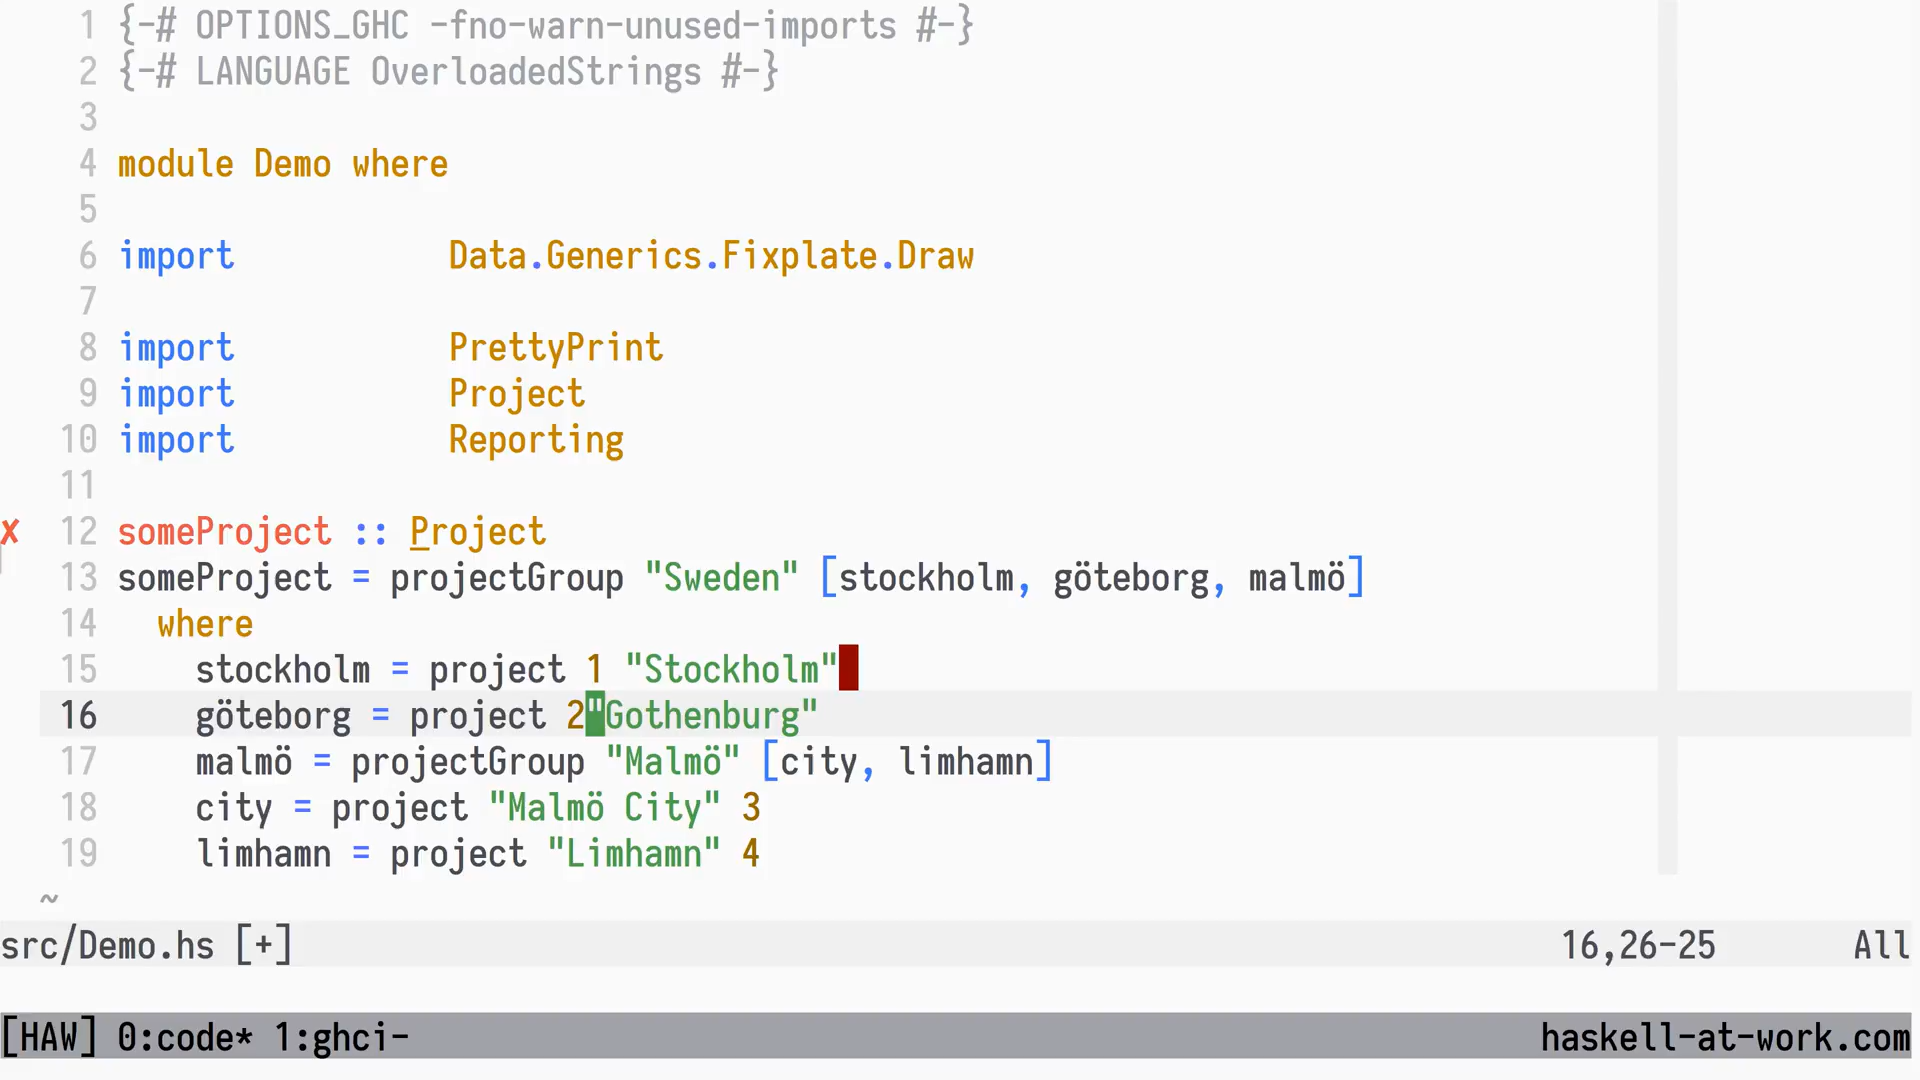 1 {-# OPTIONS_GHC -fno-warn-unused-imports #-}
2 {-# LANGUAGE OverloadedStrings #-}
3
4 module Demo where
5
6 import           Data.Generics.Fixplate.Draw
7
8 import           PrettyPrint
9 import           Project
10 import           Reporting
11
✗ 12 someProject :: Project
13 someProject = projectGroup "Sweden" [stockholm, göteborg, malmö]
14   where
15     stockholm = project 1 "Stockholm"
16     göteborg = project 2"Gothenburg"
17     malmö = projectGroup "Malmö" [city, limhamn]
18     city = project "Malmö City" 3
19     limhamn = project "Limhamn" 4
~
src/Demo.hs [+] 16,26-25 All
[HAW] 0:code* 1:ghci- haskell-at-work.com